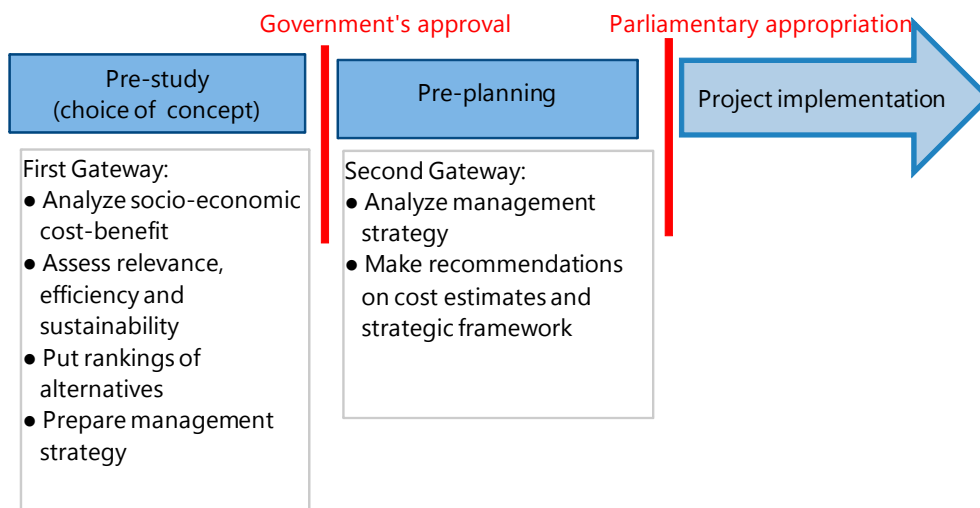 Government's approval
Parliamentary appropriation
Pre-study
(choice of concept)
Pre-planning
Project implementation
First Gateway:
● Analyze socio-economic
cost-benefit
● Assess relevance,
efficiency and
sustainability
● Put rankings of
alternatives
● Prepare management
strategy
Second Gateway:
● Analyze management
strategy
● Make recommendations
on cost estimates and
strategic framework